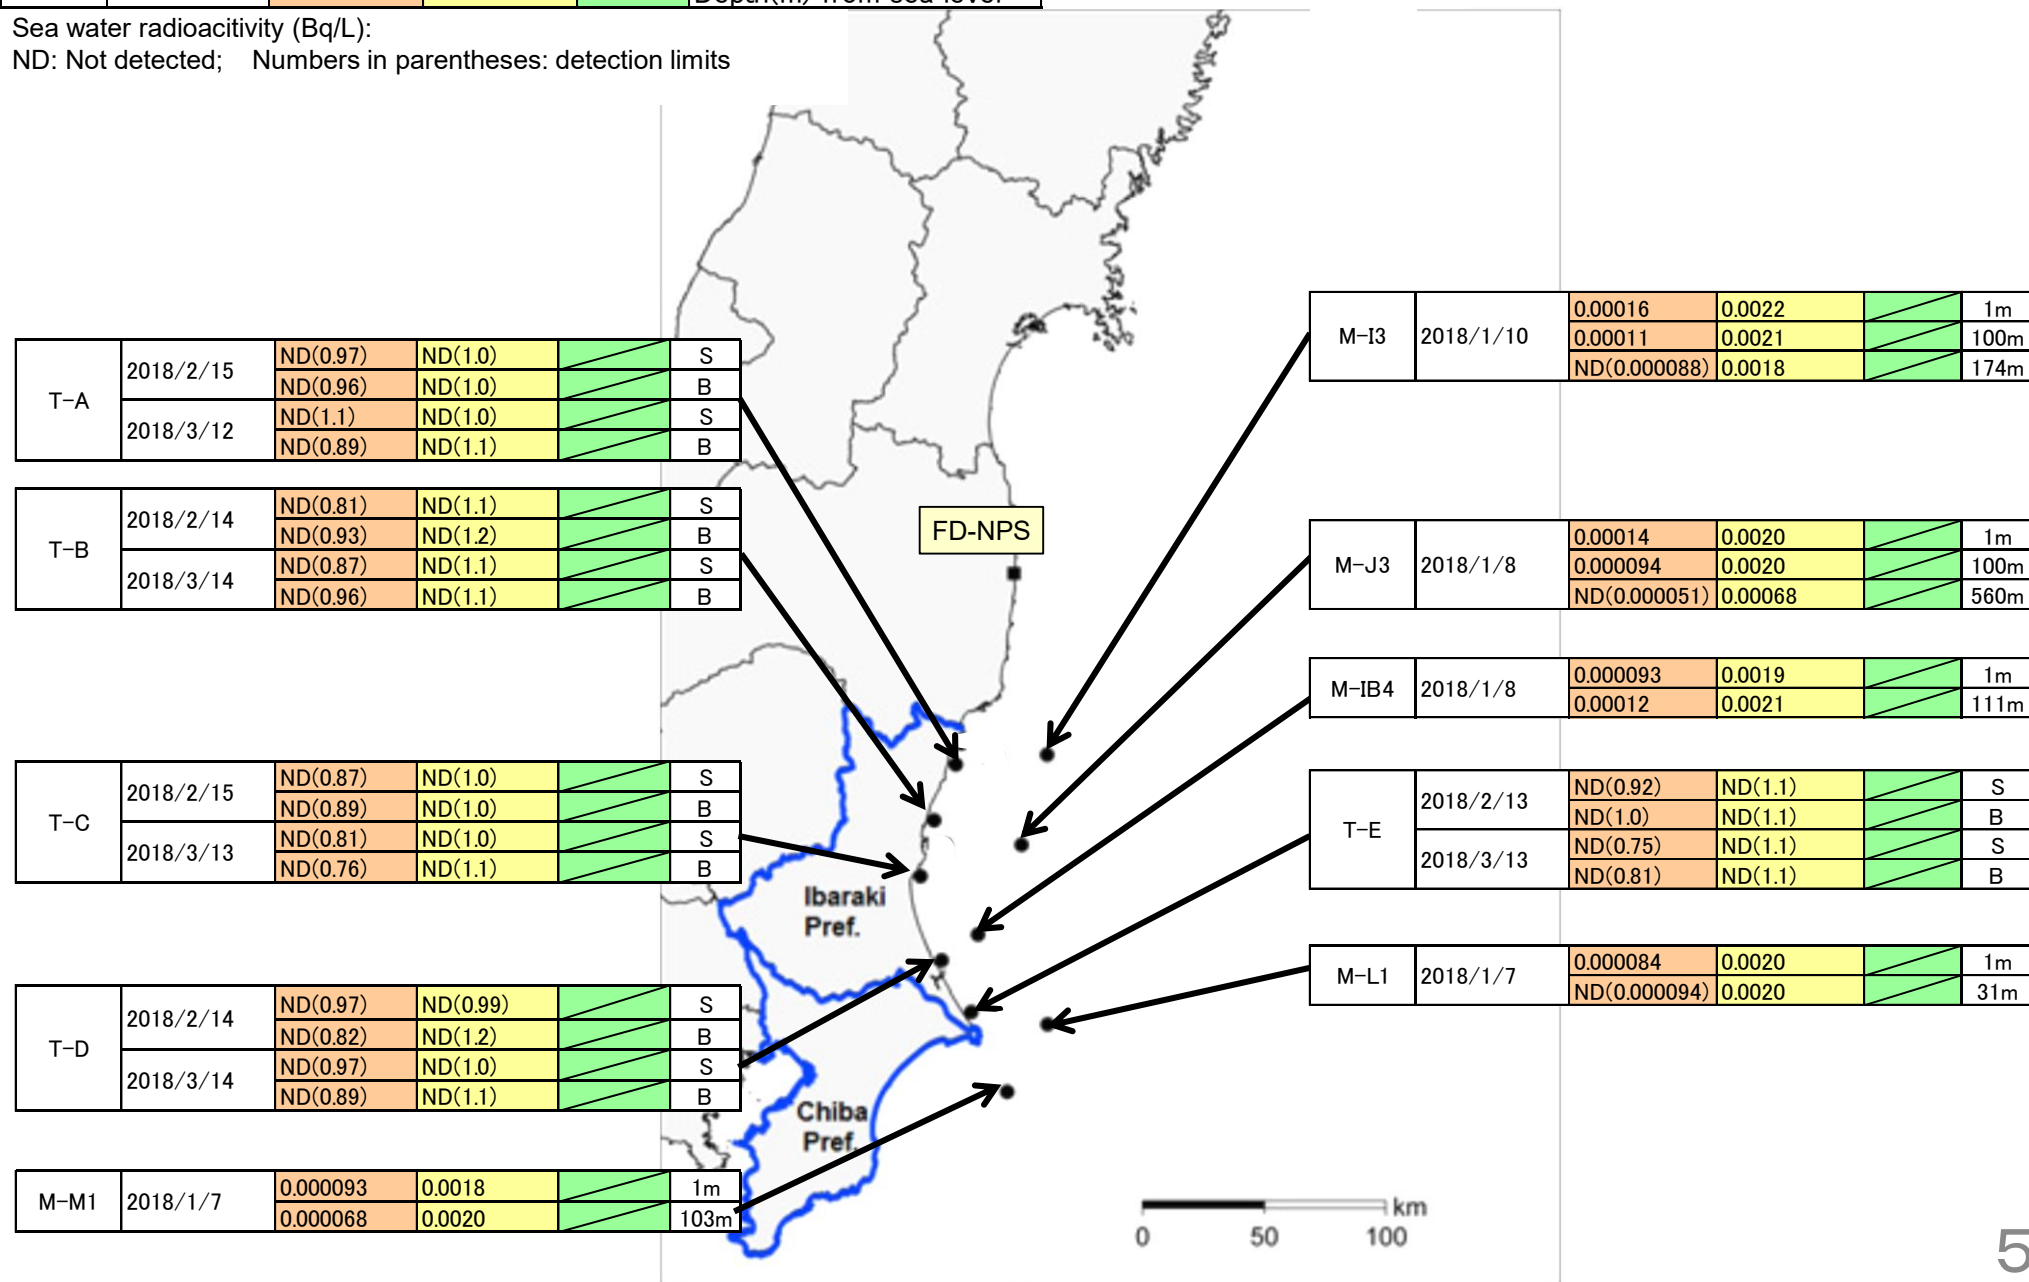 Depth(m) from sea level
Sea water radioacitivity (Bq/L):
ND: Not detected; Numbers in parentheses: detection limits
T-A 2018/2/15 ND(0.97) ND(1.0) S
ND(0.96) ND(1.0) B
2018/3/12 ND(1.1) ND(1.0) S
ND(0.89) ND(1.1) B
T-B 2018/2/14 ND(0.81) ND(1.1) S
ND(0.93) ND(1.2) B
2018/3/14 ND(0.87) ND(1.1) S
ND(0.96) ND(1.1) B
T-C 2018/2/15 ND(0.87) ND(1.0) S
ND(0.89) ND(1.0) B
2018/3/13 ND(0.81) ND(1.0) S
ND(0.76) ND(1.1) B
T-D 2018/2/14 ND(0.97) ND(0.99) S
ND(0.82) ND(1.2) B
2018/3/14 ND(0.97) ND(1.0) S
ND(0.89) ND(1.1) B
M-M1 2018/1/7 0.000093 0.0018 1m
0.000068 0.0020 103m
FD-NPS
Ibaraki
Pref.
Chiba
Pref.
M-I3 2018/1/10 0.00016 0.0022 1m
0.00011 0.0021 100m
ND(0.000088) 0.0018 174m
M-J3 2018/1/8 0.00014 0.0020 1m
0.000094 0.0020 100m
ND(0.000051) 0.00068 560m
M-IB4 2018/1/8 0.000093 0.0019 1m
0.00012 0.0021 111m
T-E 2018/2/13 ND(0.92) ND(1.1) S
ND(1.0) ND(1.1) B
2018/3/13 ND(0.75) ND(1.1) S
ND(0.81) ND(1.1) B
M-L1 2018/1/7 0.000084 0.0020 1m
ND(0.000094) 0.0020 31m
km
0 50 100
5